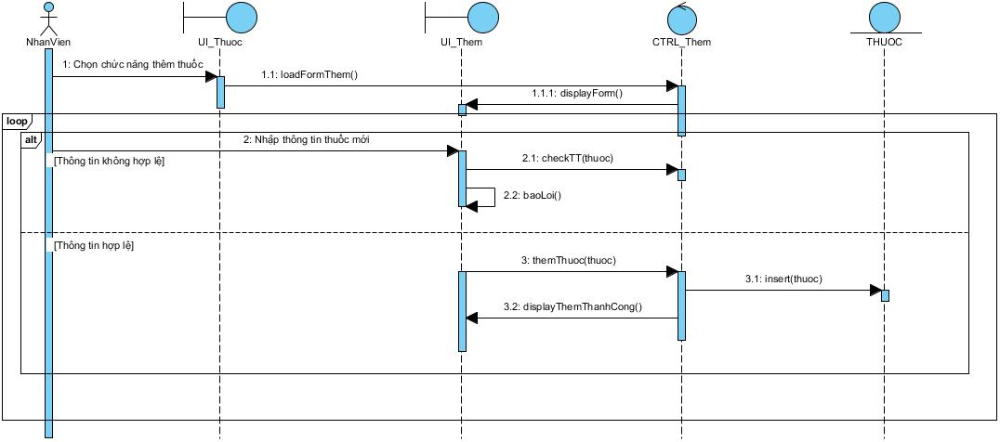 NhanVien
UI_Thuoc
UI_Them
CTRL_Them
THUOC
1: Chọn chức năng thêm thuốc
1.1: loadFormThem()
1.1.1: displayForm()
loop
alt
2: Nhập thông tin thuốc mới
[Thông tin không hợp lệ]
2.1: checkTT(thuoc)
2.2: baoLoi()
[Thông tin hợp lệ]
3: themThuoc(thuoc)
3.1: insert(thuoc)
3.2: displayThemThanhCong()